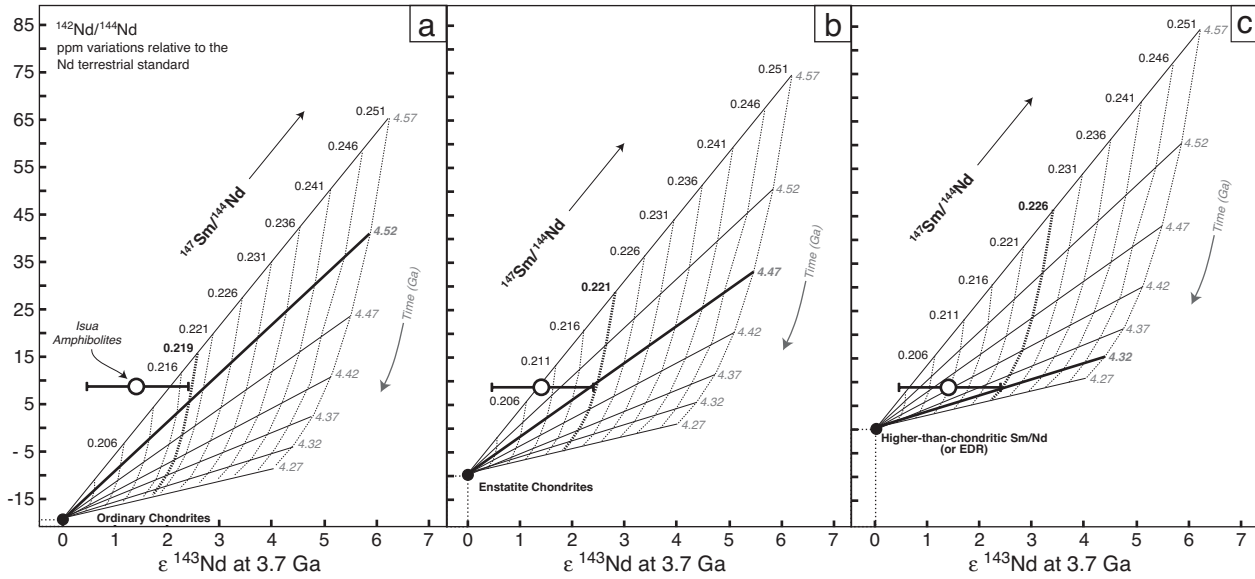 a
¹⁴²Nd/¹⁴⁴Nd
ppm variations relative to the
Nd terrestrial standard
85
75
65
55
45
35
25
15
5
-5
-15
¹⁴⁷Sm/¹⁴⁴Nd
0.251
0.246
0.241
0.236
0.231
0.226
0.221
0.219
0.216
0.206
4.57
4.52
4.47
4.42
4.37
4.32
4.27
Time (Ga)
Isua
Amphibolites
Ordinary Chondrites
0 1 2 3 4 5 6 7
ε ¹⁴³Nd at 3.7 Ga
b
¹⁴⁷Sm/¹⁴⁴Nd
0.251
0.246
0.241
0.236
0.231
0.226
0.221
0.216
0.211
0.206
4.57
4.52
4.47
4.42
4.37
4.32
4.27
Time (Ga)
Enstatite Chondrites
0 1 2 3 4 5 6 7
ε ¹⁴³Nd at 3.7 Ga
c
¹⁴⁷Sm/¹⁴⁴Nd
0.251
0.246
0.241
0.236
0.231
0.226
0.221
0.216
0.211
0.206
4.57
4.52
4.47
4.42
4.37
4.32
4.27
Time (Ga)
Higher-than-chondritic Sm/Nd
(or EDR)
0 1 2 3 4 5 6 7
ε ¹⁴³Nd at 3.7 Ga